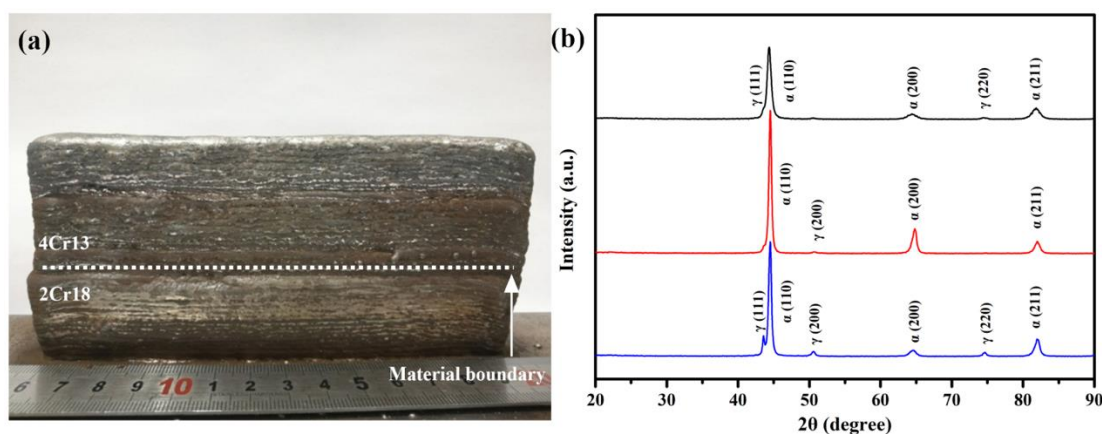 (a)
4Cr13
2Cr18
Material boundary
6 7 8 9 10 1 2 3 4 5 6 7
(b)
Intensity (a.u.)
γ (111)
α (110)
α (200)
γ (220)
α (211)
α (110)
γ (200)
α (200)
α (211)
γ (111)
α (110)
γ (200)
α (200)
γ (220)
α (211)
20 30 40 50 60 70 80 90
2θ (degree)